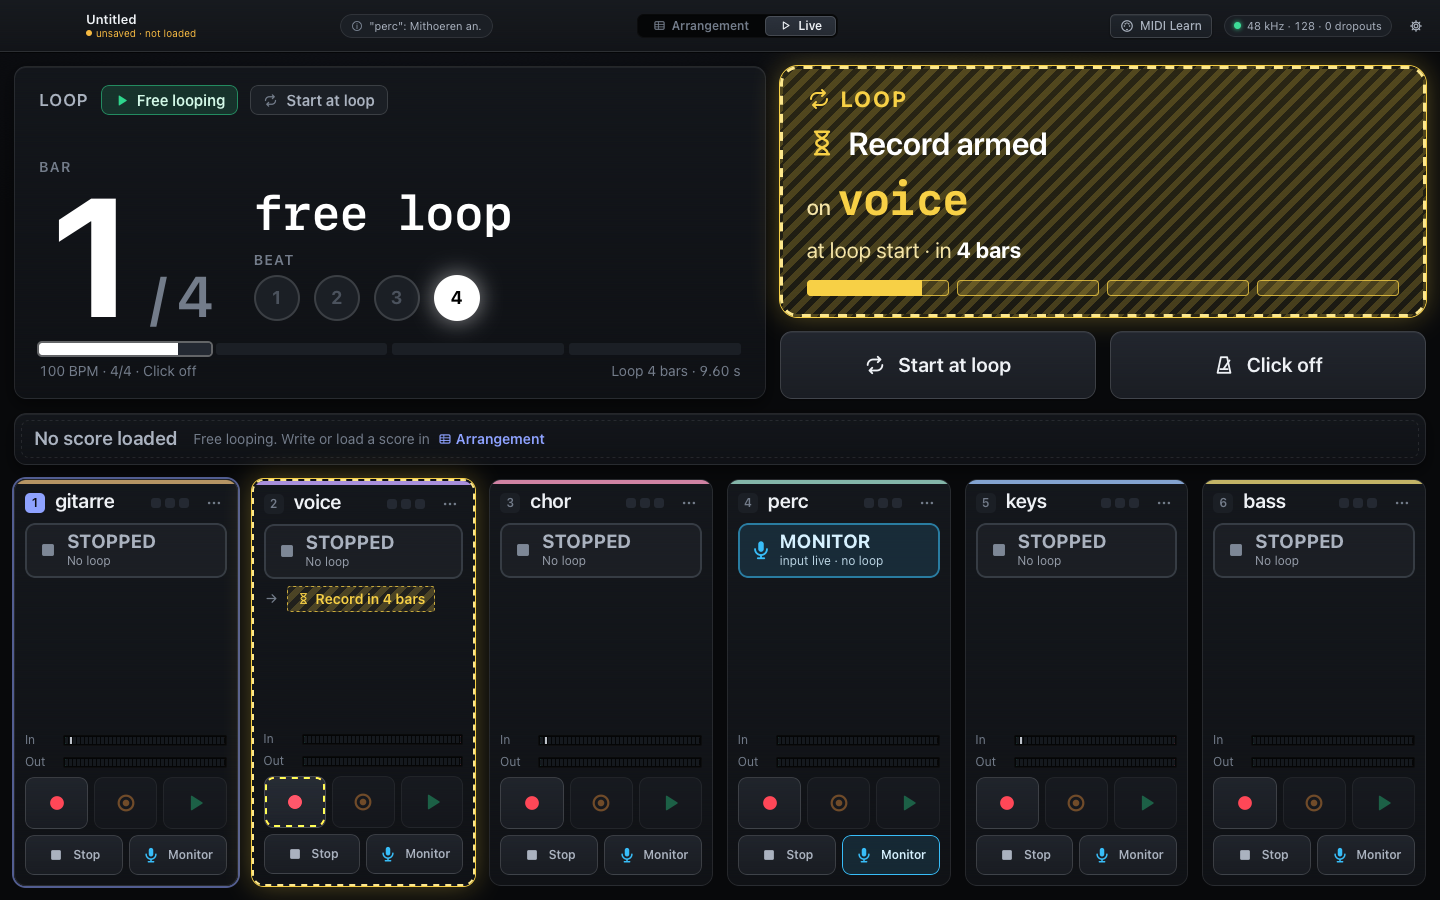 Untitled
unsaved · not loaded
"perc": Mithoeren an.
Arrangement
Live
MIDI Learn
48 kHz · 128 · 0 dropouts
LOOP
Free looping
Start at loop
BAR
1 / 4
free loop
BEAT
1 2 3 4
100 BPM · 4/4 · Click off
Loop 4 bars · 9.60 s
LOOP
Record armed
on voice
at loop start · in 4 bars
Start at loop
Click off
No score loaded
Free looping. Write or load a score in Arrangement
1 gitarre ···
STOPPED
No loop
In
Out
Stop
Monitor
2 voice ···
STOPPED
No loop
→ Record in 4 bars
In
Out
Stop
Monitor
3 chor ···
STOPPED
No loop
In
Out
Stop
Monitor
4 perc ···
MONITOR
input live · no loop
In
Out
Stop
Monitor
5 keys ···
STOPPED
No loop
In
Out
Stop
Monitor
6 bass ···
STOPPED
No loop
In
Out
Stop
Monitor